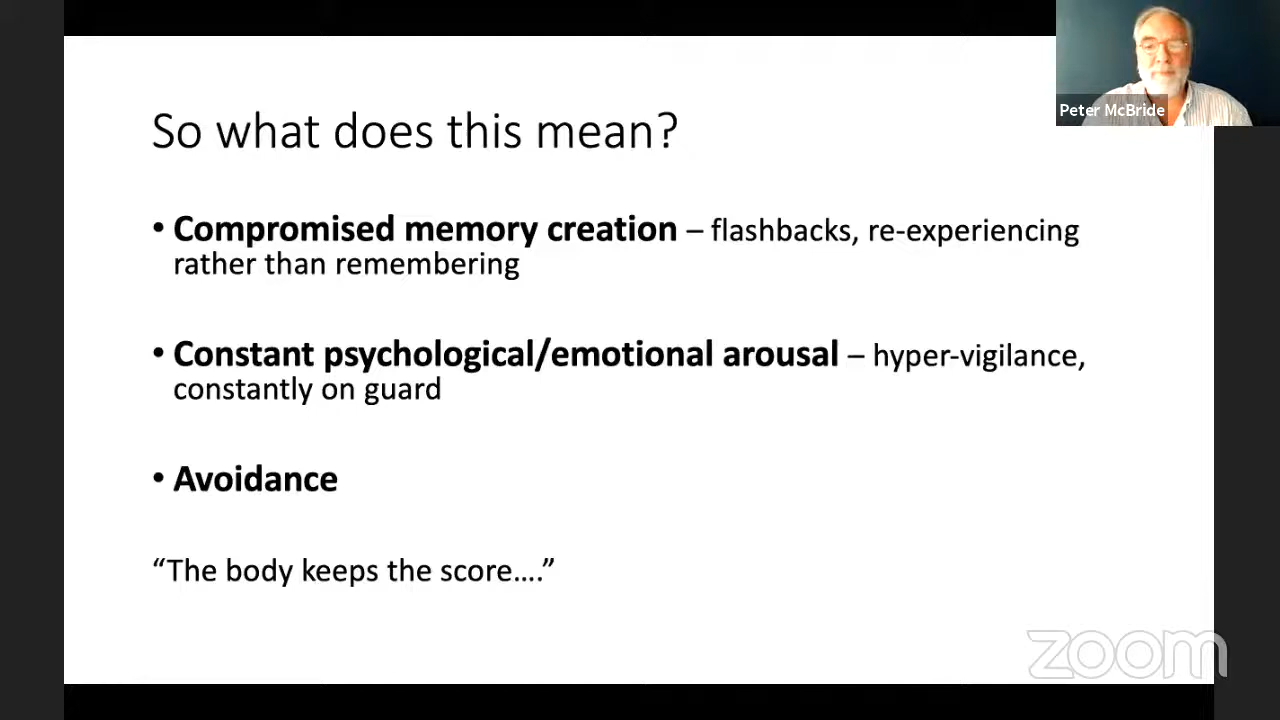 Peter McBride
So what does this mean?
• Compromised memory creation – flashbacks, re-experiencing
rather than remembering
• Constant psychological/emotional arousal – hyper-vigilance,
constantly on guard
• Avoidance
“The body keeps the score....”
zoom